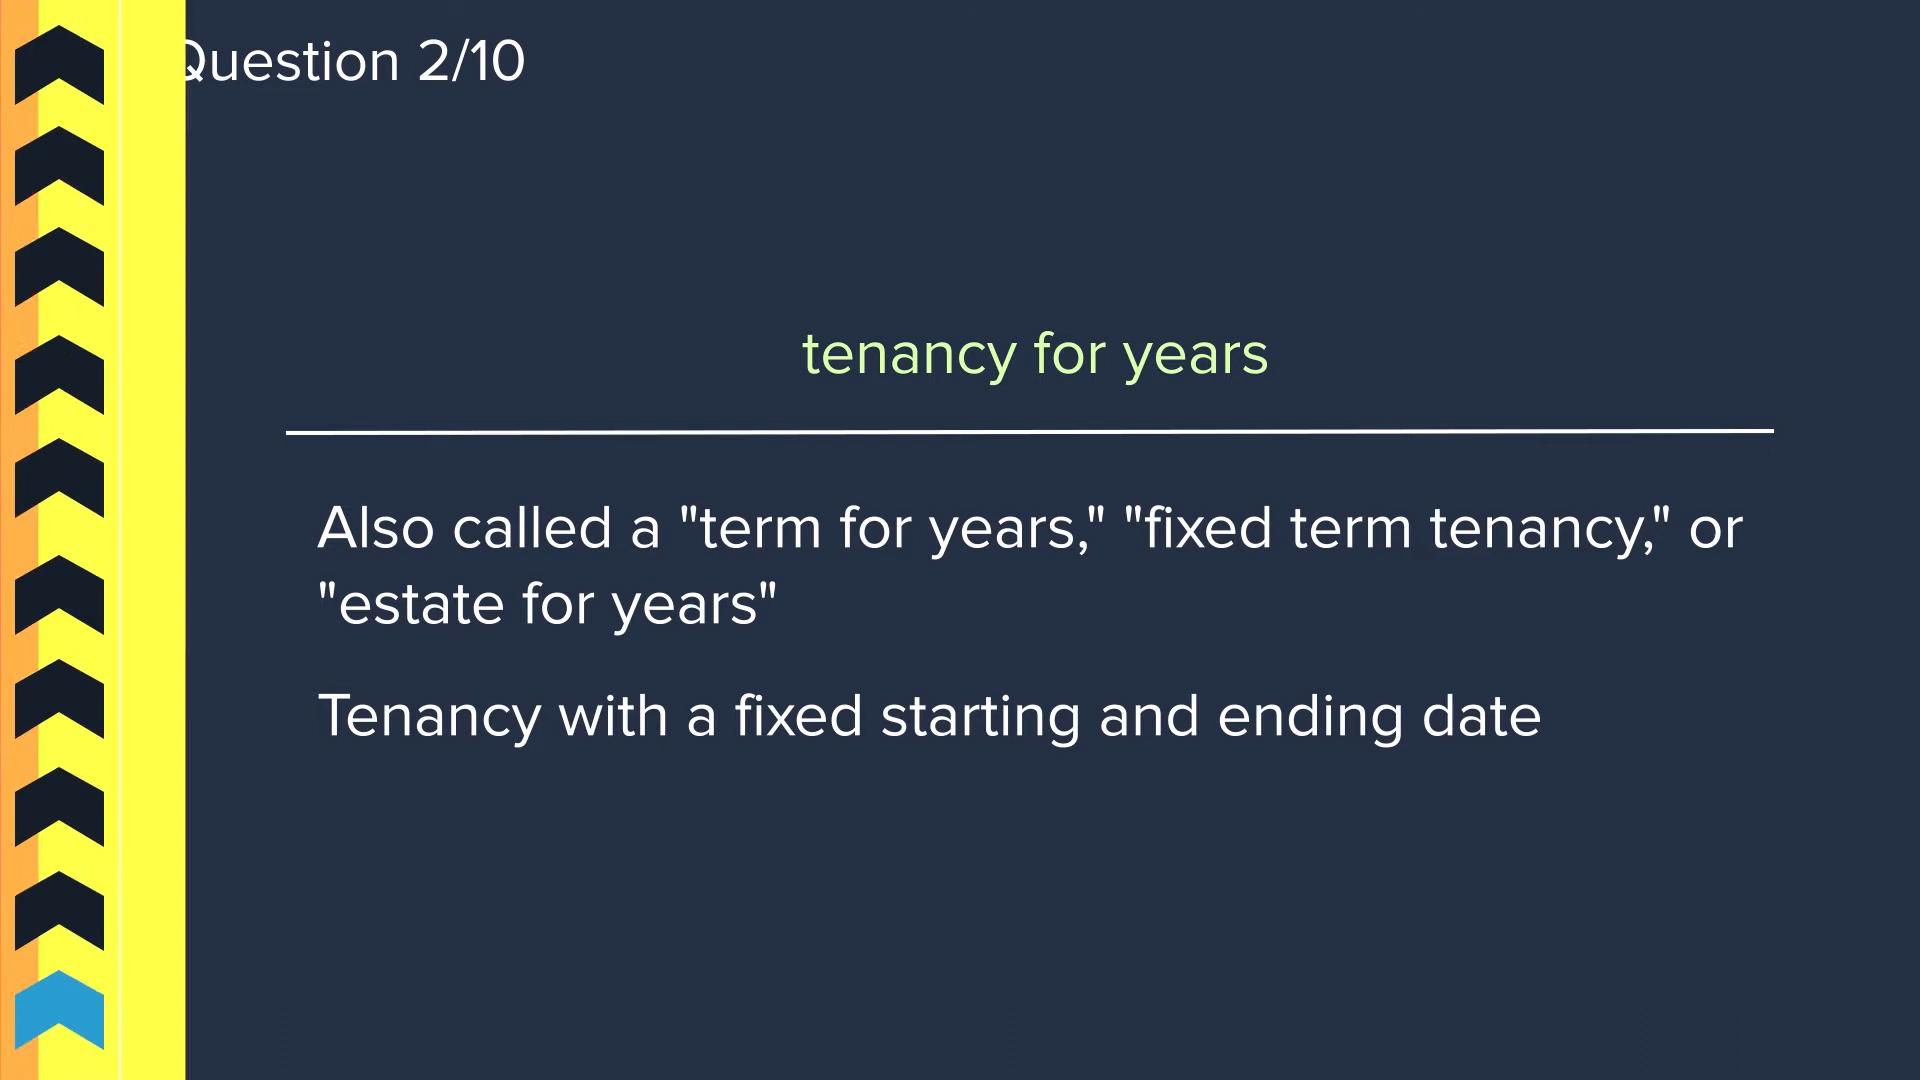 Question 2/10
tenancy for years
Also called a "term for years," "fixed term tenancy," or
"estate for years"
Tenancy with a fixed starting and ending date